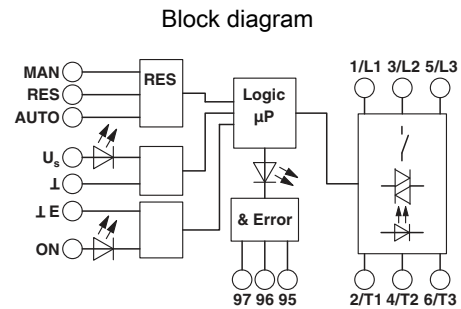 Block diagram
MAN
RES
AUTO
RES
Us
⊥
⊥ E
ON
Logic
µP
& Error
97 96 95
1/L1 3/L2 5/L3
2/T1 4/T2 6/T3